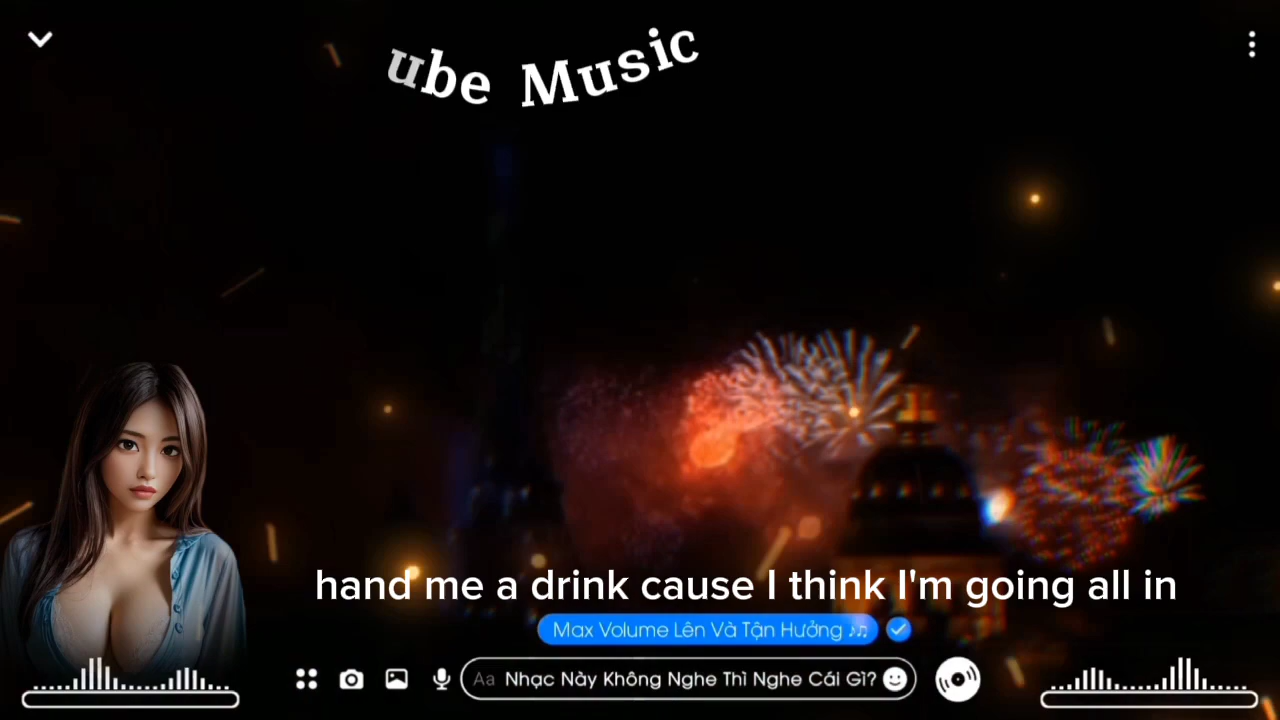 ube Music
hand me a drink cause I think I'm going all in
Max Volume Lên Và Tận Hưởng ♪♫
Aa Nhạc Này Không Nghe Thì Nghe Cái Gì?